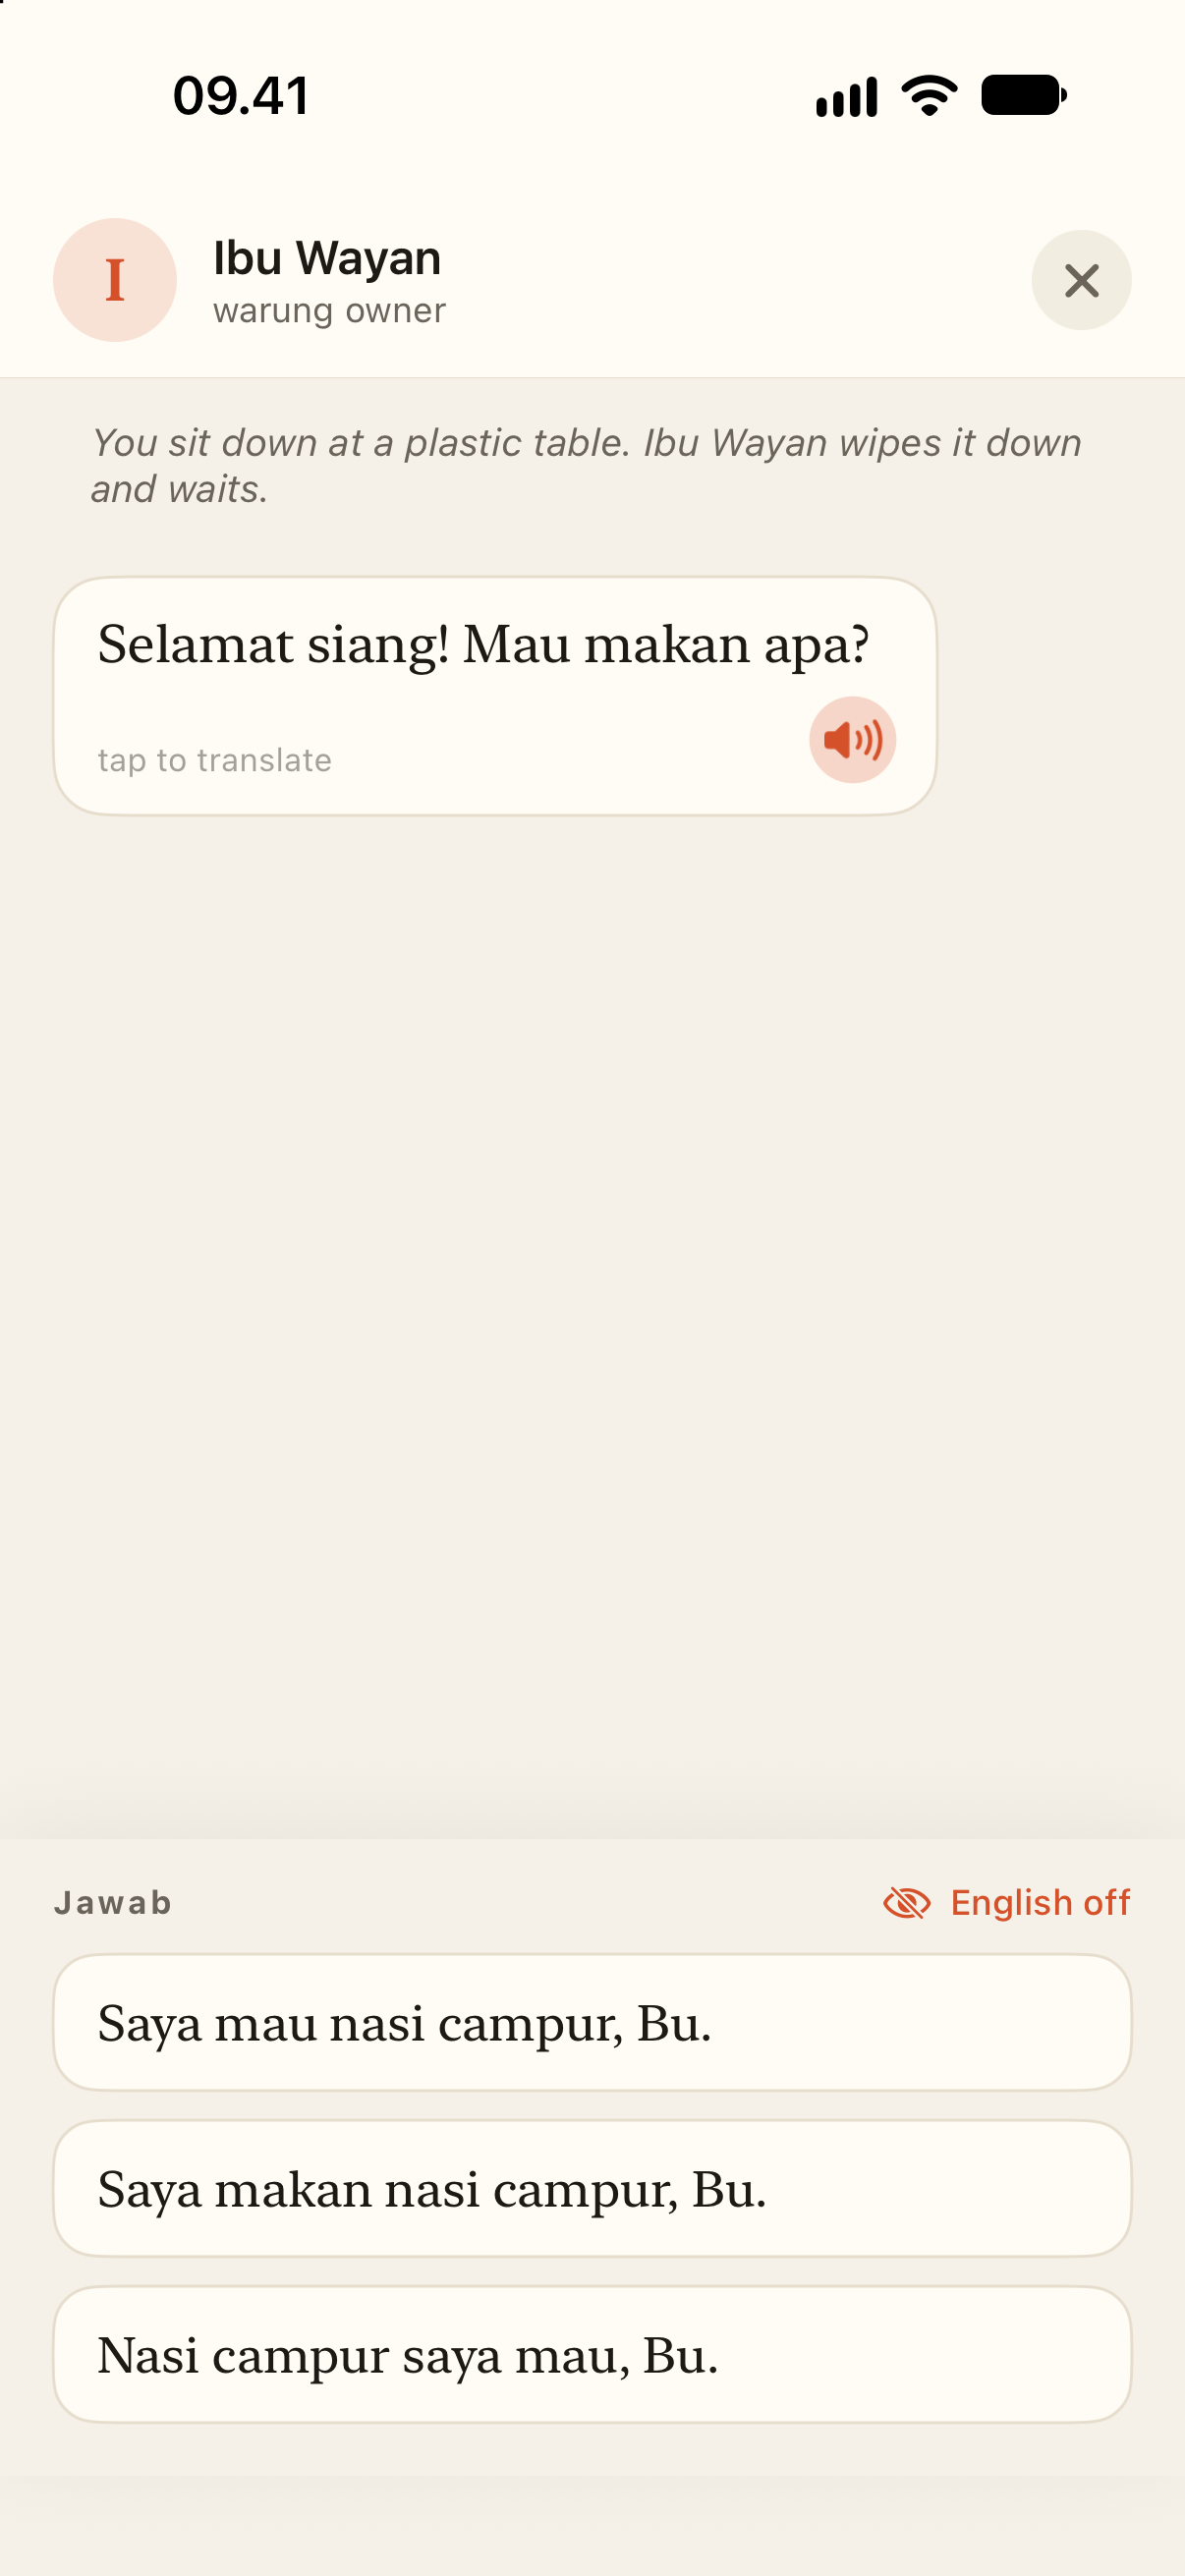 09.41
I
Ibu Wayan
warung owner
You sit down at a plastic table. Ibu Wayan wipes it down
and waits.
Selamat siang! Mau makan apa?
tap to translate
Jawab
English off
Saya mau nasi campur, Bu.
Saya makan nasi campur, Bu.
Nasi campur saya mau, Bu.